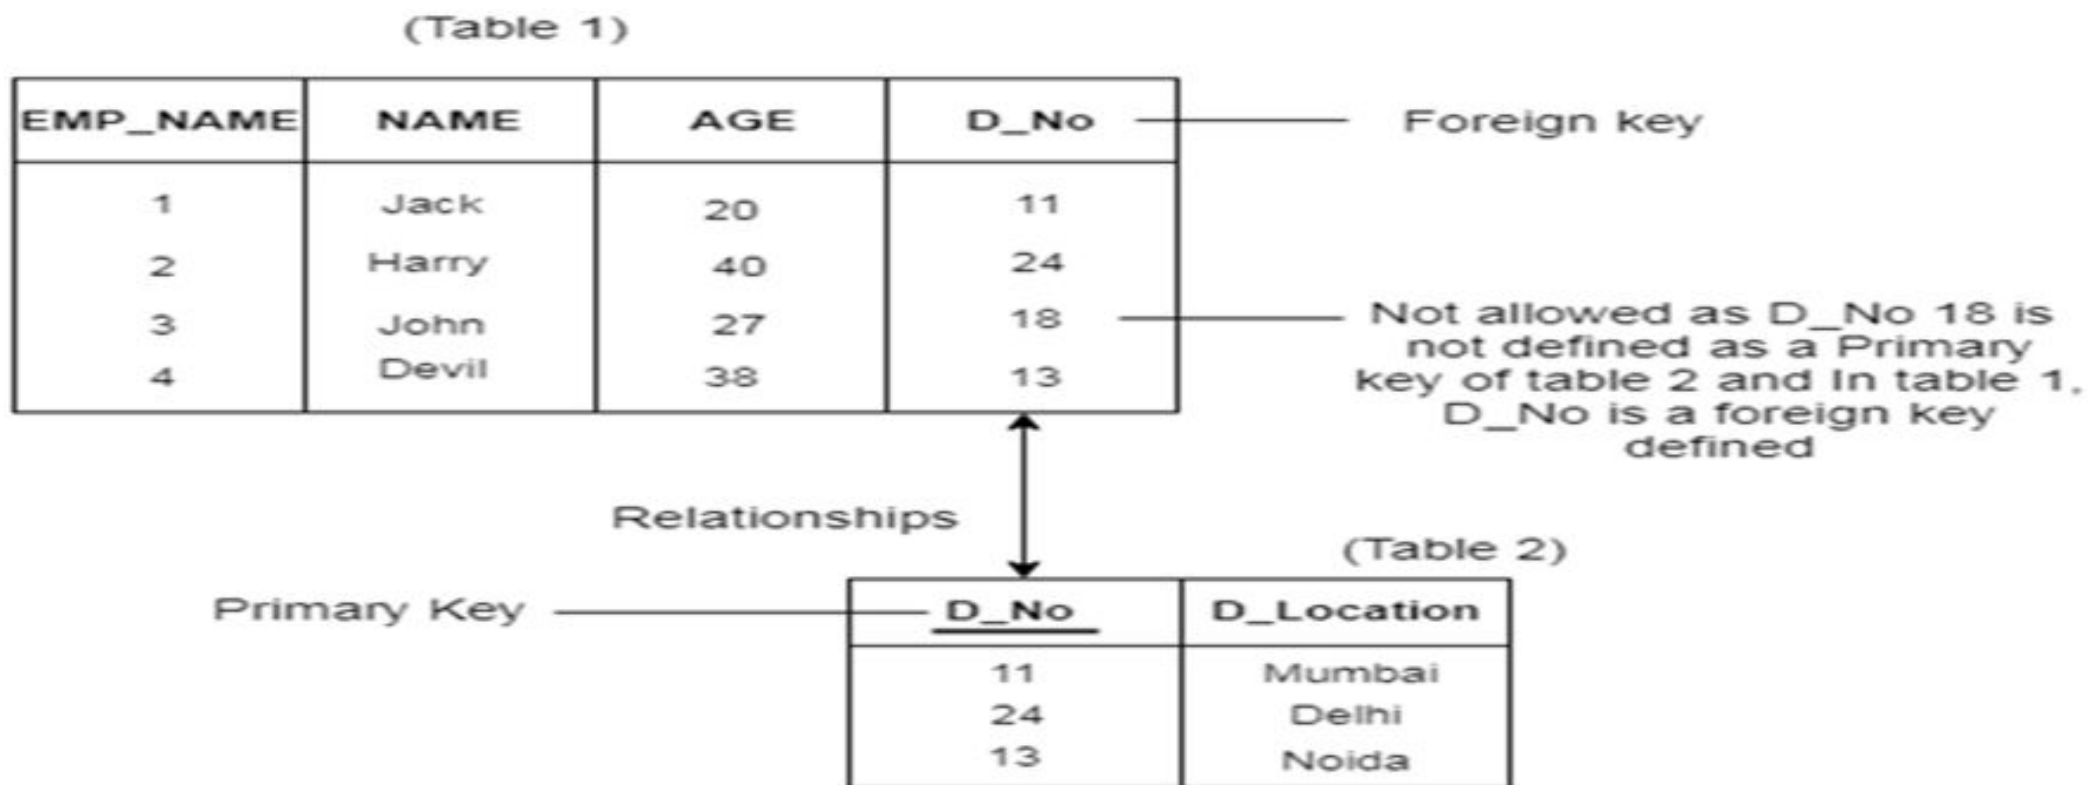 (Table 1)
EMP_NAME NAME AGE D_No Foreign key
1 Jack 20 11
2 Harry 40 24
3 John 27 18
4 Devil 38 13
Not allowed as D_No 18 is
not defined as a Primary
key of table 2 and In table 1,
D_No is a foreign key
defined
Relationships
(Table 2)
Primary Key D_No D_Location
11 Mumbai
24 Delhi
13 Noida